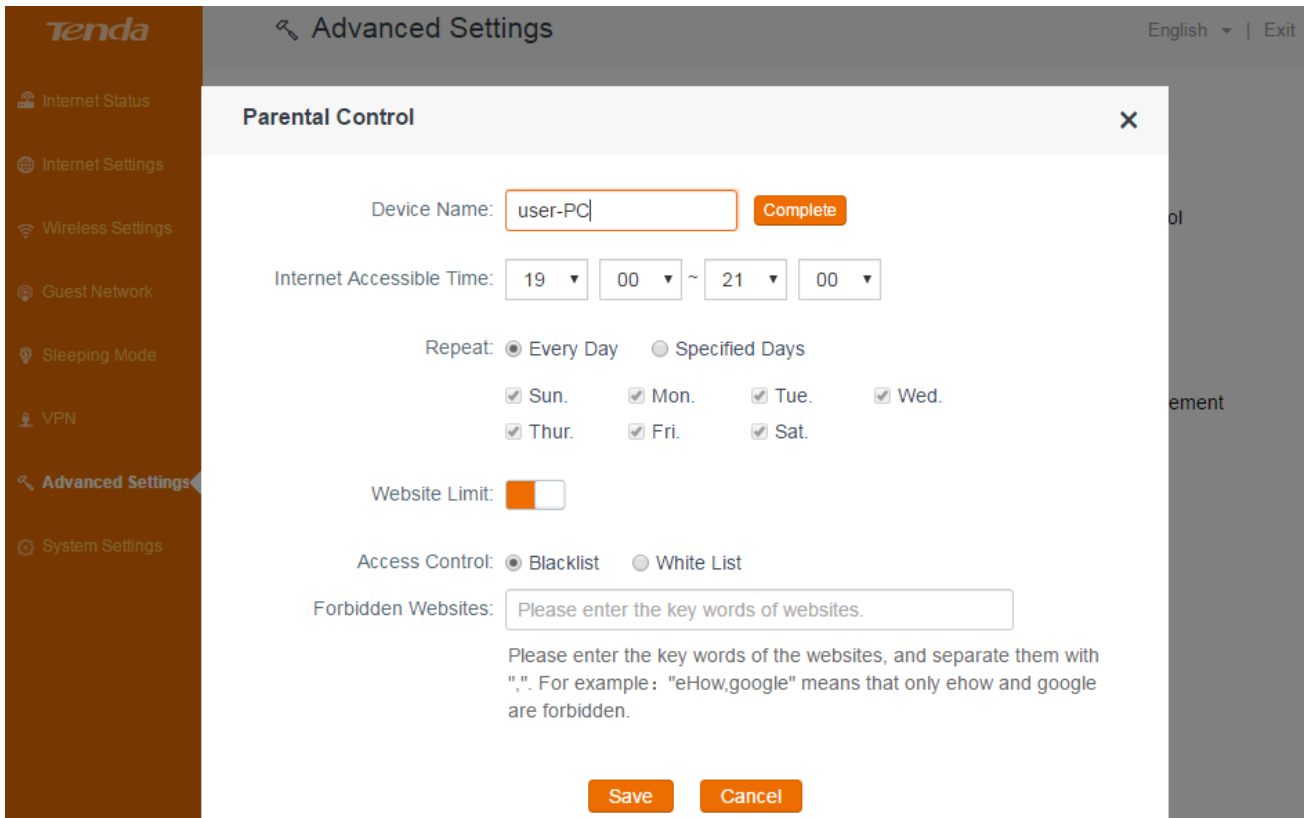 Tenda
Advanced Settings
English | Exit
Internet Status
Internet Settings
Wireless Settings
Guest Network
Sleeping Mode
VPN
Advanced Settings
System Settings
Parental Control
Device Name: user-PC Complete
ol
Internet Accessible Time: 19 00 ~ 21 00
Repeat: Every Day Specified Days
Sun. Mon. Tue. Wed.
ement
Thur. Fri. Sat.
Website Limit:
Access Control: Blacklist White List
Forbidden Websites: Please enter the key words of websites.
Please enter the key words of the websites, and separate them with
",". For example："eHow,google" means that only ehow and google
are forbidden.
Save Cancel